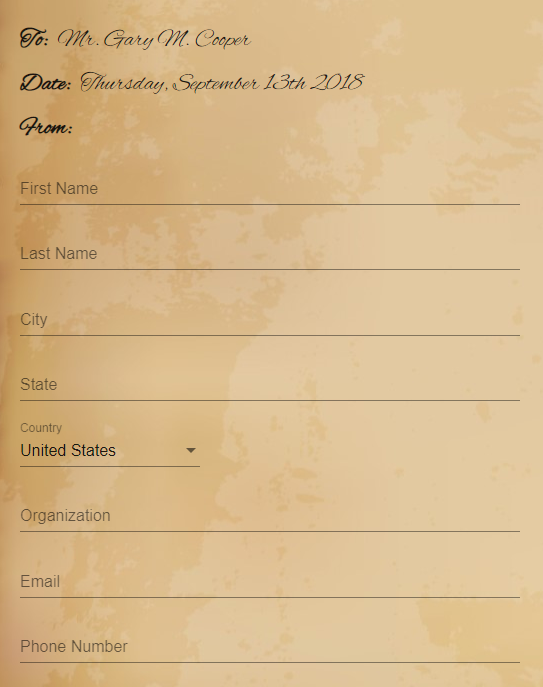 To: Mr. Gary M. Cooper
Date: Thursday, September 13th 2018
From:
First Name
Last Name
City
State
Country
United States
Organization
Email
Phone Number